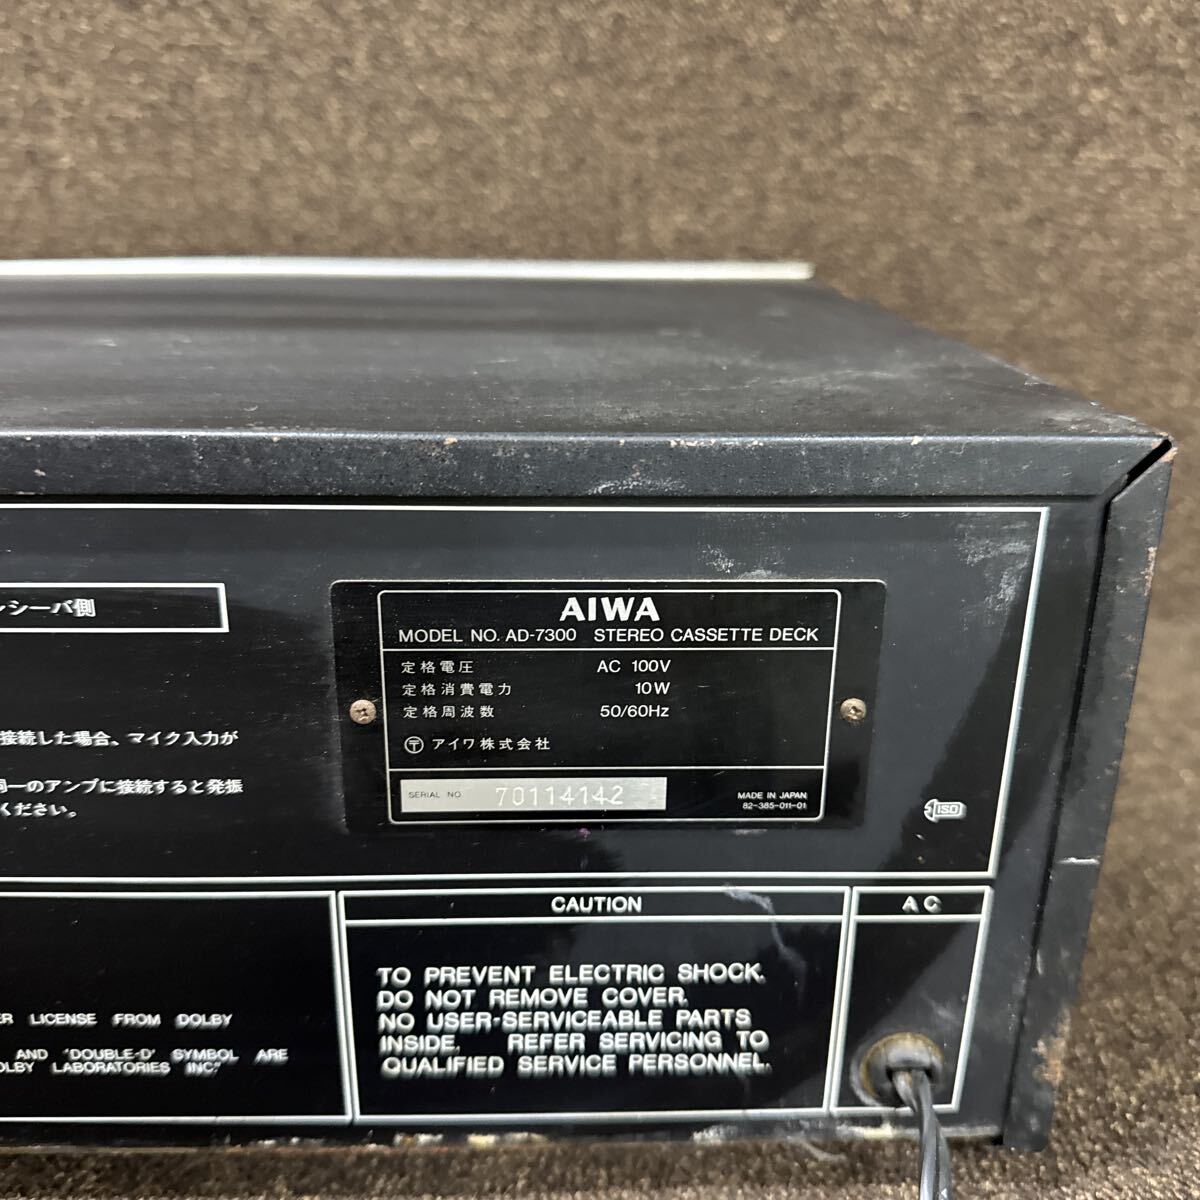 シーバ側
接続した場合、マイク入力が
一のアンプに接続すると発振
ください。
AIWA
MODEL NO. AD-7300 STEREO CASSETTE DECK
定格電圧 AC 100V
定格消費電力 10W
定格周波数 50/60Hz
〒 アイワ株式会社
SERIAL NO 70114142
MADE IN JAPAN
82-385-011-01
ISO
ER LICENSE FROM DOLBY
AND 'DOUBLE-D' SYMBOL ARE
OLBY LABORATORIES INC."
CAUTION
TO PREVENT ELECTRIC SHOCK.
DO NOT REMOVE COVER.
NO USER-SERVICEABLE PARTS
INSIDE. REFER SERVICING TO
QUALIFIED SERVICE PERSONNEL.
AC